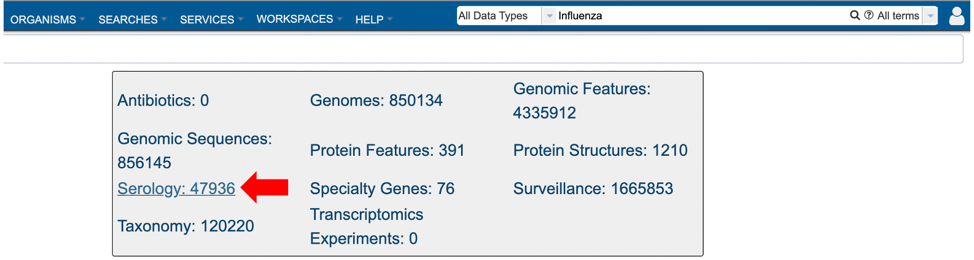 ORGANISMS SEARCHES SERVICES WORKSPACES HELP All Data Types Influenza All terms
Antibiotics: 0
Genomes: 850134
Genomic Features:
4335912
Genomic Sequences:
856145
Protein Features: 391
Protein Structures: 1210
Serology: 47936
Specialty Genes: 76
Surveillance: 1665853
Taxonomy: 120220
Transcriptomics
Experiments: 0